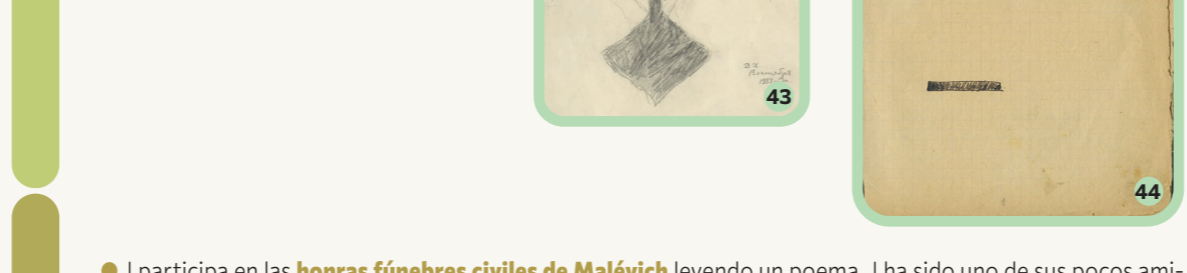 43
44
I participa en las honras fúnebres civiles de Malévich leyendo un poema. I ha sido uno de sus pocos ami-